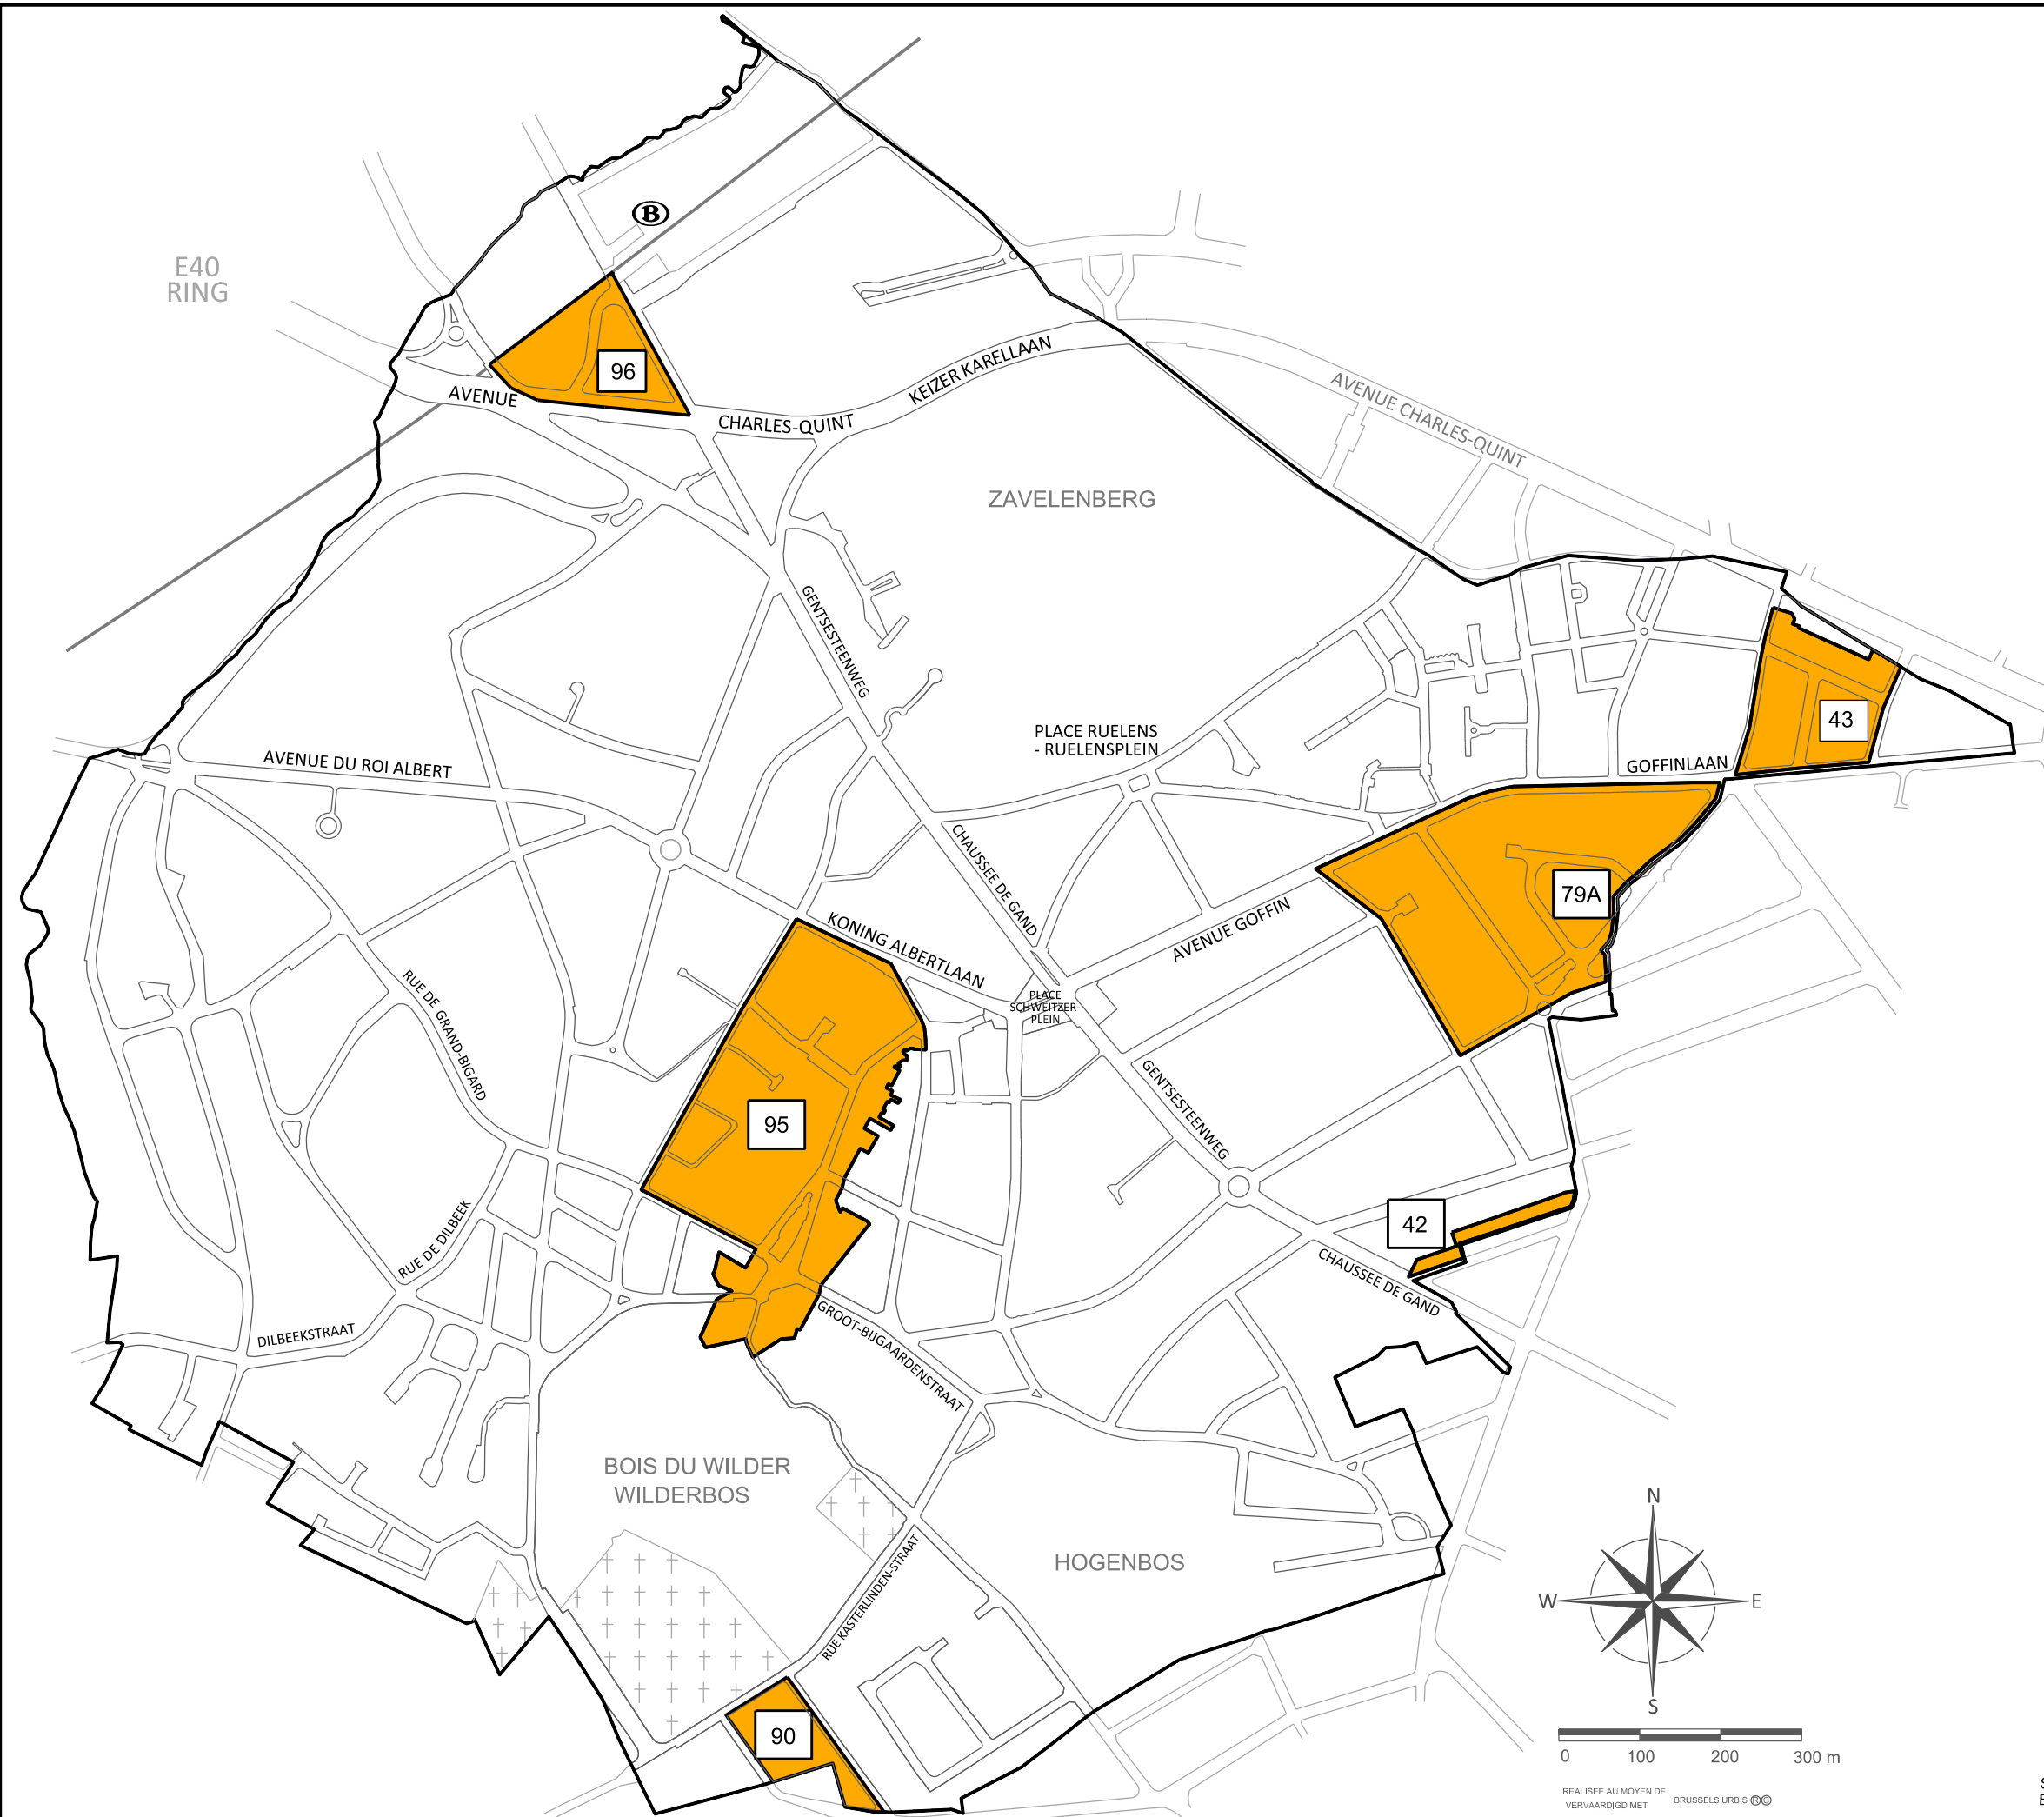 B
E40
RING
96
AVENUE
CHARLES-QUINT
KEIZER KARELLAAN
AVENUE CHARLES-QUINT
ZAVELENBERG
GENTSESTEENWEG
43
PLACE RUELENS
- RUELENSPLEIN
GOFFINLAAN
AVENUE DU ROI ALBERT
CHAUSSEE DE GAND
79A
KONING ALBERTLAAN
AVENUE GOFFIN
RUE DE GRAND-BIGARD
PLACE
SCHWEITZER-
PLEIN
95
GENTSESTEENWEG
RUE DE DILBEEK
42
CHAUSSEE DE GAND
DILBEEKSTRAAT
GROOT-BIJGAARDENSTRAAT
BOIS DU WILDER
WILDERBOS
HOGENBOS
RUE KASTERLINDEN-STRAAT
N
W
E
S
90
0 100 200 300 m
REALISEE AU MOYEN DE
VERVAARDIGD MET
BRUSSELS URBIS ®©